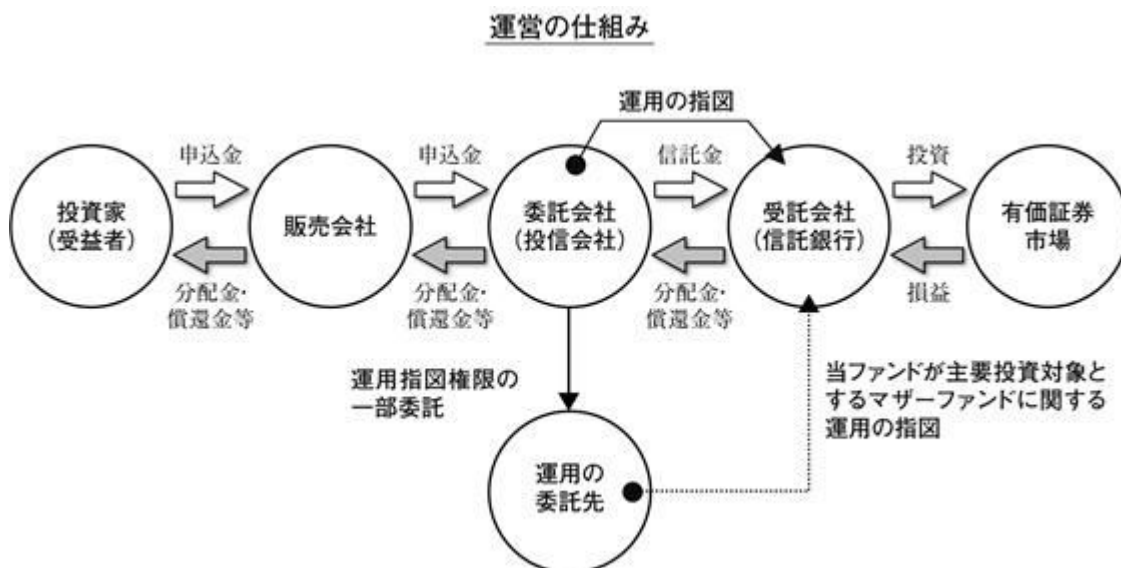 運営の仕組み
運用の指図
申込金
申込金
信託金
投資
投資家
(受益者)
販売会社
委託会社
(投信会社)
受託会社
(信託銀行)
有価証券
市場
分配金・
償還金等
分配金・
償還金等
分配金・
償還金等
損益
運用指図権限の
一部委託
当ファンドが主要投資対象と
するマザーファンドに関する
運用の指図
運用の
委託先